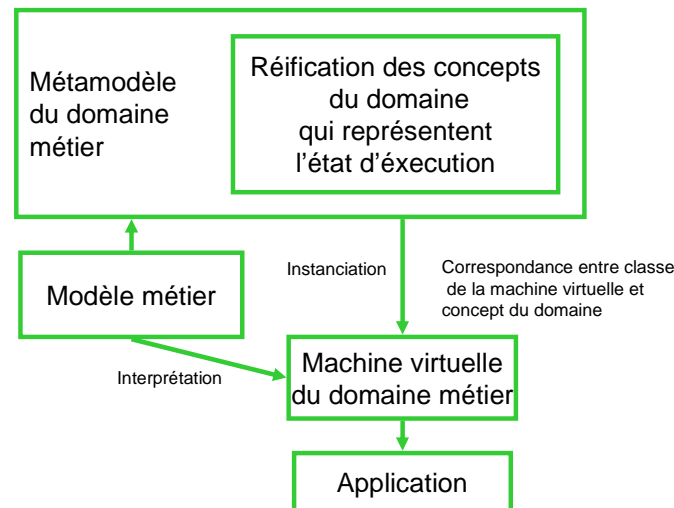 Métamodèle
du domaine
métier
Réification des concepts
du domaine
qui représentent
l'état d'éxecution
Instanciation
Correspondance entre classe
de la machine virtuelle et
concept du domaine
Modèle métier
Interprétation
Machine virtuelle
du domaine métier
Application